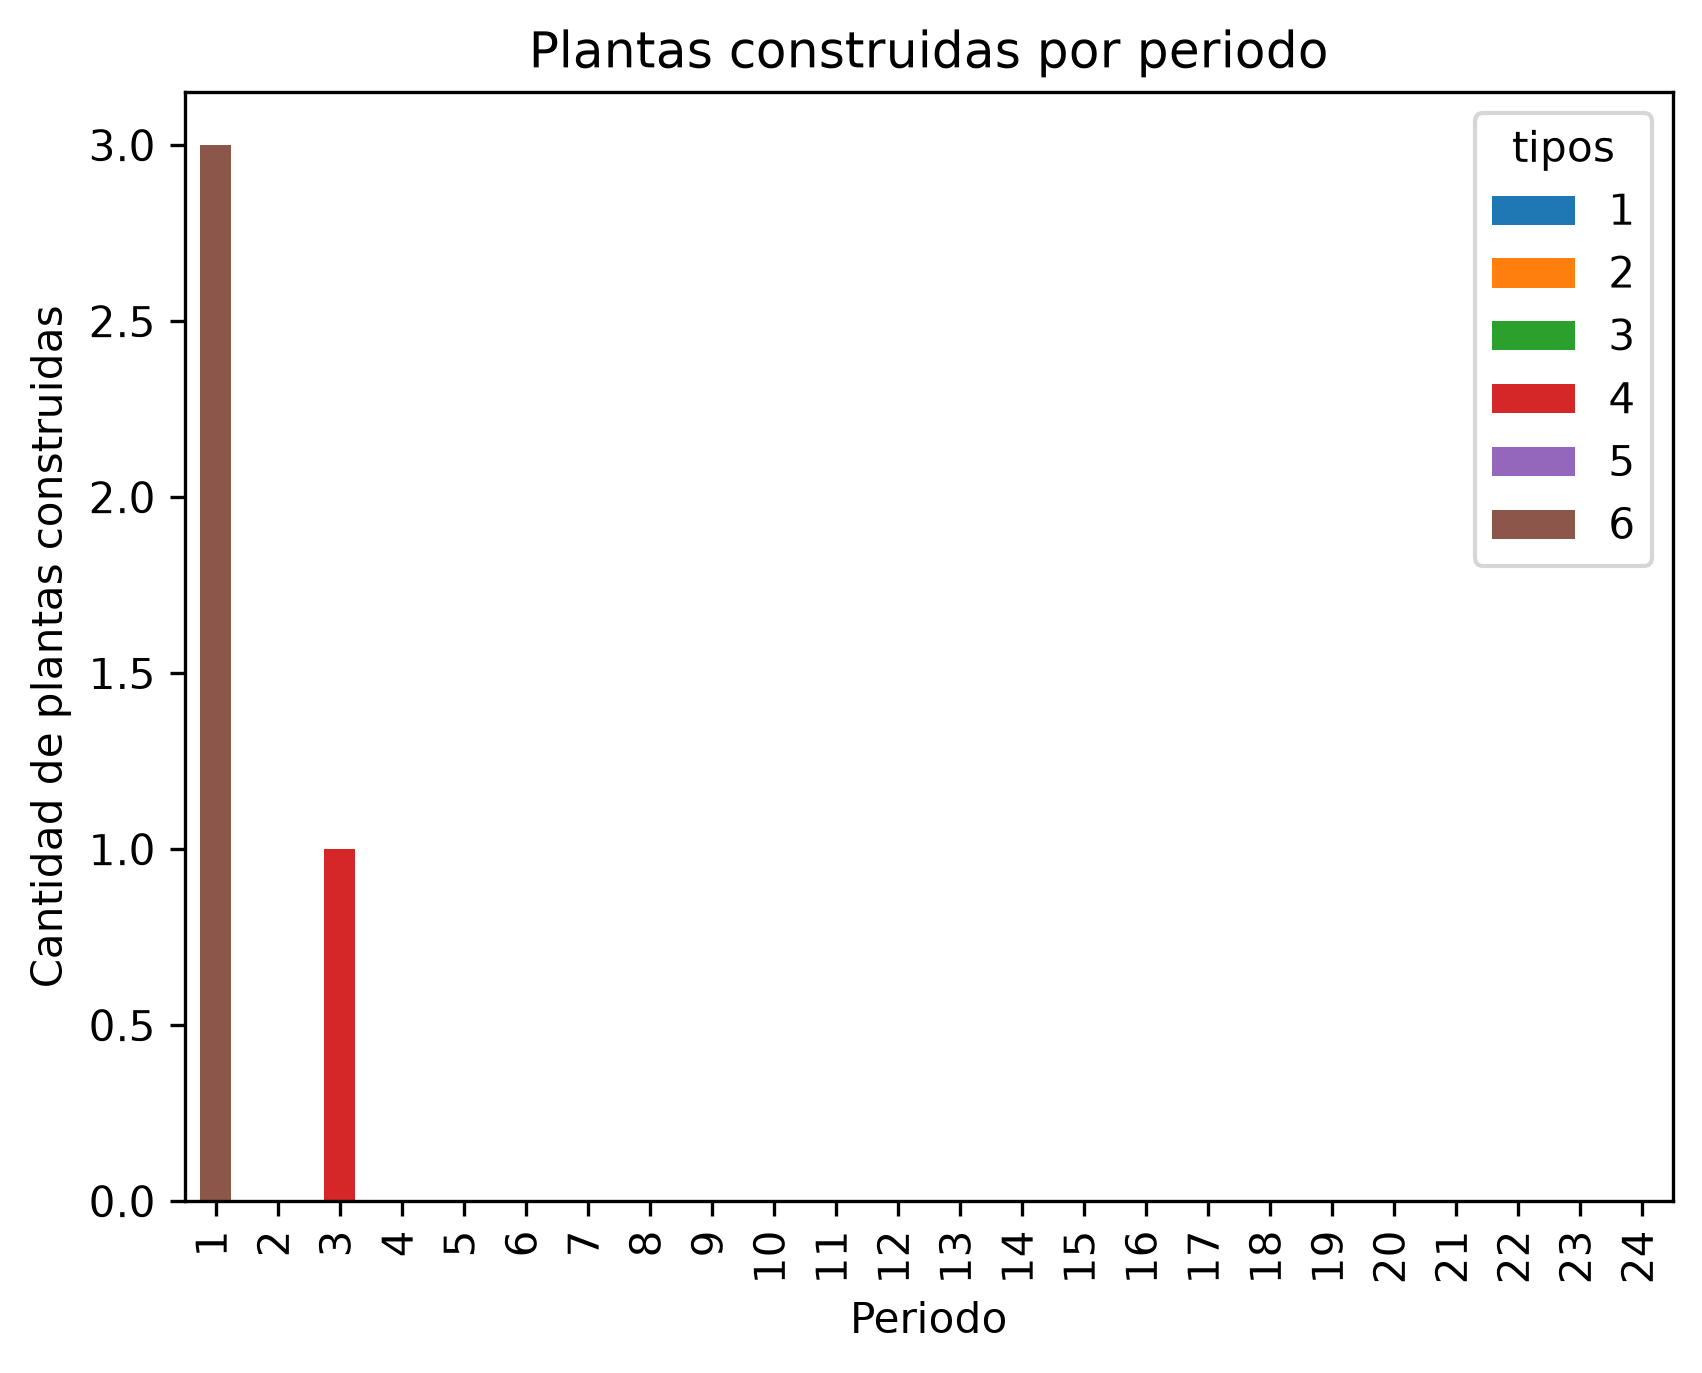 Plantas construidas por periodo
3.0
2.5
2.0
1.5
1.0
0.5
0.0
Cantidad de plantas construidas
tipos
1
2
3
4
5
6
1 2 3 4 5 6 7 8 9 10 11 12 13 14 15 16 17 18 19 20 21 22 23 24
Periodo